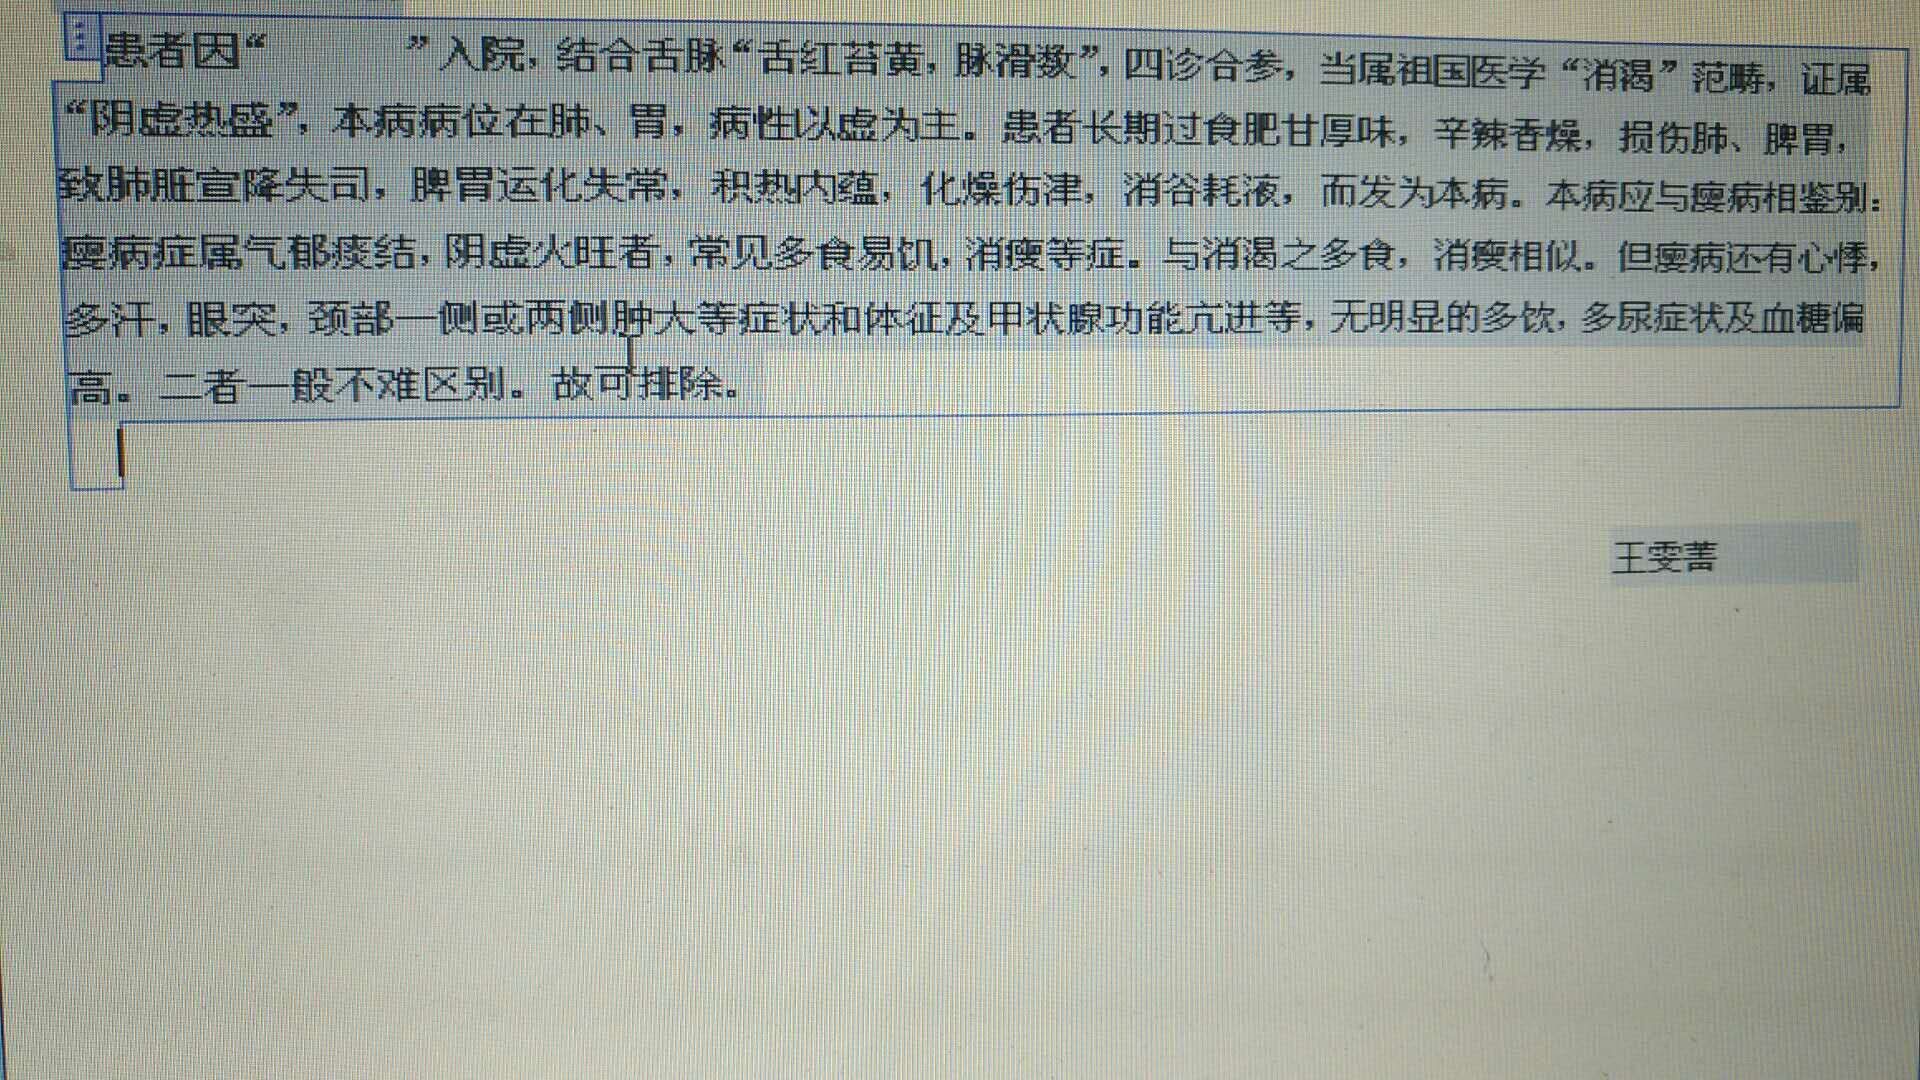 患者因“        ”入院，结合舌脉“舌红苔黄，脉滑数”，四诊合参，当属祖国医学“消渴”范畴，证属
“阴虚热盛”，本病病位在肺、胃，病性以虚为主。患者长期过食肥甘厚味，辛辣香燥，损伤肺、脾胃，
致肺脏宣降失司，脾胃运化失常，积热内蕴，化燥伤津，消谷耗液，而发为本病。本病应与瘿病相鉴别：
瘿病症属气郁痰结，阴虚火旺者，常见多食易饥，消瘦等症。与消渴之多食，消瘦相似。但瘿病还有心悸，
多汗，眼突，颈部一侧或两侧肿大等症状和体征及甲状腺功能亢进等，无明显的多饮，多尿症状及血糖偏
高。二者一般不难区别。故可排除。
王雯菁